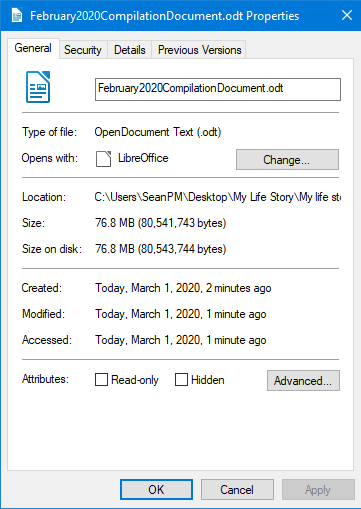 February2020CompilationDocument.odt Properties
General Security Details Previous Versions
February2020CompilationDocument.odt
Type of file: OpenDocument Text (.odt)
Opens with: LibreOffice Change...
Location: C:\Users\SeanPM\Desktop\My Life Story\My life sto
Size: 76.8 MB (80,541,743 bytes)
Size on disk: 76.8 MB (80,543,744 bytes)
Created: Today, March 1, 2020, 2 minutes ago
Modified: Today, March 1, 2020, 1 minute ago
Accessed: Today, March 1, 2020, 1 minute ago
Attributes: Read-only Hidden Advanced...
OK Cancel Apply